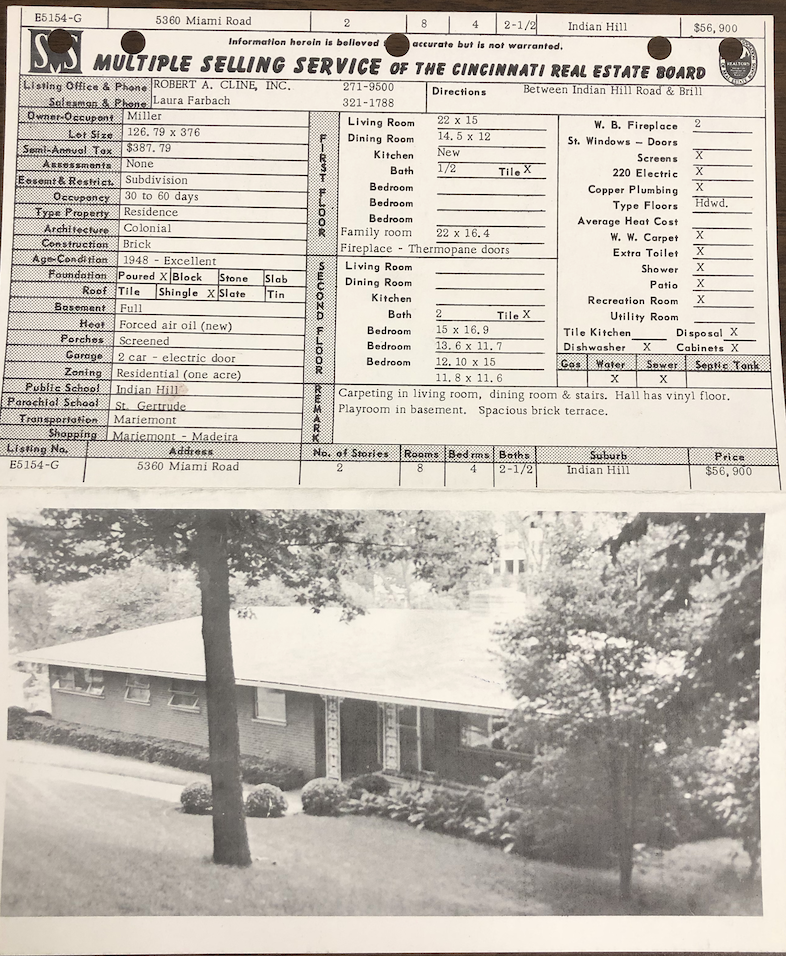 E5154-G 5360 Miami Road 2 8 4 2-1/2 Indian Hill $56,900
Information herein is believed accurate but is not warranted.
SMS MULTIPLE SELLING SERVICE OF THE CINCINNATI REAL ESTATE BOARD
REALTORS
Listing Office & Phone ROBERT A. CLINE, INC. 271-9500
Salesman & Phone Laura Farbach 321-1788
Directions Between Indian Hill Road & Brill
Owner-Occupant Miller
Lot Size 126.79 x 376
Semi-Annual Tax $387.79
Assessments None
Easemt & Restrict. Subdivision
Occupancy 30 to 60 days
Type Property Residence
Architecture Colonial
Construction Brick
Age-Condition 1948 - Excellent
Foundation Poured X Block Stone Slab
Roof Tile Shingle X Slate Tin
Basement Full
Heat Forced air oil (new)
Porches Screened
Garage 2 car - electric door
Zoning Residential (one acre)
Public School Indian Hill
Parochial School St. Gertrude
Transportation Mariemont
Shopping Mariemont - Madeira
FIRST FLOOR
Living Room 22 x 15
Dining Room 14.5 x 12
Kitchen New
Bath 1/2 Tile X
Bedroom
Bedroom
Bedroom
Family room 22 x 16.4
Fireplace - Thermopane doors
SECOND FLOOR
Living Room
Dining Room
Kitchen
Bath 2 Tile X
Bedroom 15 x 16.9
Bedroom 13.6 x 11.7
Bedroom 12.10 x 15
11.8 x 11.6
W. B. Fireplace 2
St. Windows - Doors
Screens X
220 Electric X
Copper Plumbing X
Type Floors Hdwd.
Average Heat Cost
W. W. Carpet X
Extra Toilet X
Shower X
Patio X
Recreation Room X
Utility Room
Tile Kitchen Disposal X
Dishwasher X Cabinets X
Gas Water Sewer Septic Tank
X X
REMARK
Carpeting in living room, dining room & stairs. Hall has vinyl floor.
Playroom in basement. Spacious brick terrace.
Listing No. Address No. of Stories Rooms Bedrms Baths Suburb Price
E5154-G 5360 Miami Road 2 8 4 2-1/2 Indian Hill $56,900